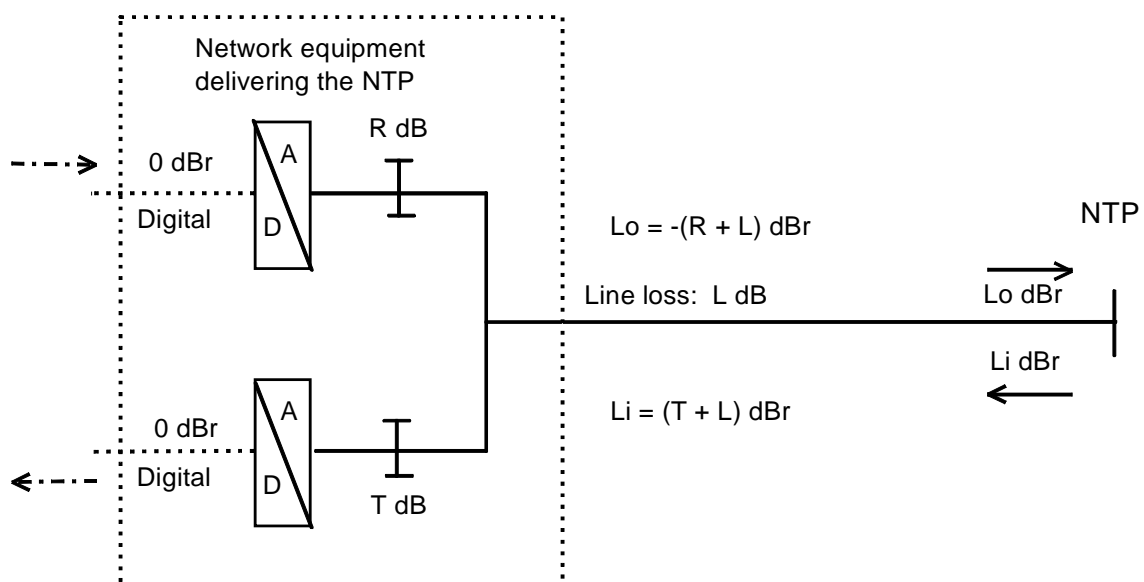 Network equipment
delivering the NTP
R dB
0 dBr
A
D
Digital
Lo = -(R + L) dBr
NTP
Line loss: L dB
Lo dBr
Li dBr
Li = (T + L) dBr
0 dBr
A
D
Digital
T dB